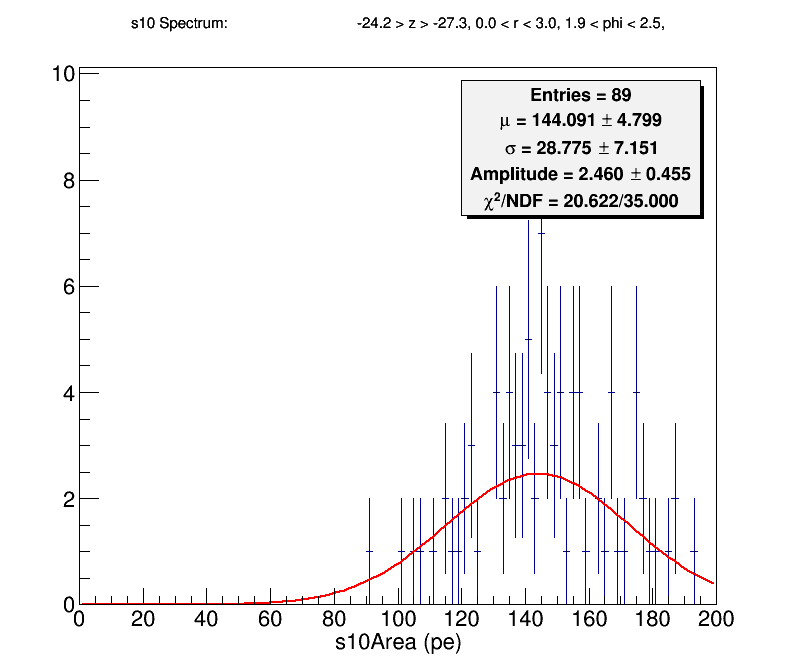 s10 Spectrum: -24.2 > z > -27.3, 0.0 < r < 3.0, 1.9 < phi < 2.5,
Entries = 89
μ = 144.091 ± 4.799
σ = 28.775 ± 7.151
Amplitude = 2.460 ± 0.455
χ²/NDF = 20.622/35.000
10
8
6
4
2
0
0 20 40 60 80 100 120 140 160 180 200
s10Area (pe)